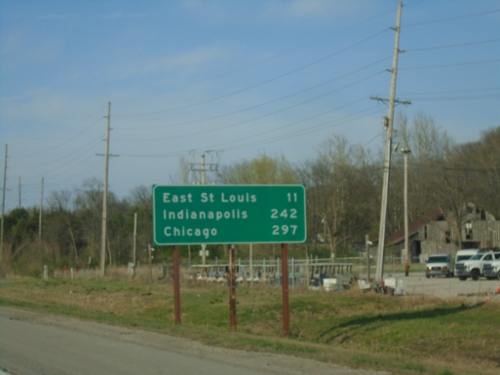 East St Louis 11
Indianapolis 242
Chicago 297